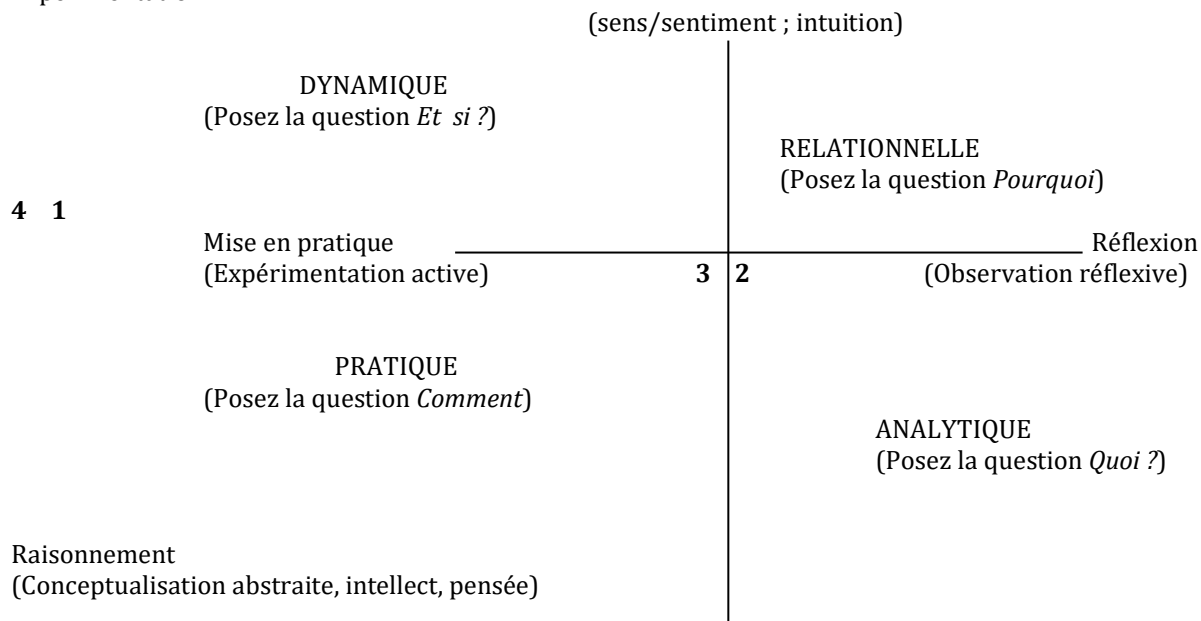 (sens/sentiment ; intuition)
DYNAMIQUE
(Posez la question Et si ?)
RELATIONNELLE
(Posez la question Pourquoi)
4 1
Mise en pratique Réflexion
(Expérimentation active) 3 2 (Observation réflexive)
PRATIQUE
(Posez la question Comment)
ANALYTIQUE
(Posez la question Quoi ?)
Raisonnement
(Conceptualisation abstraite, intellect, pensée)